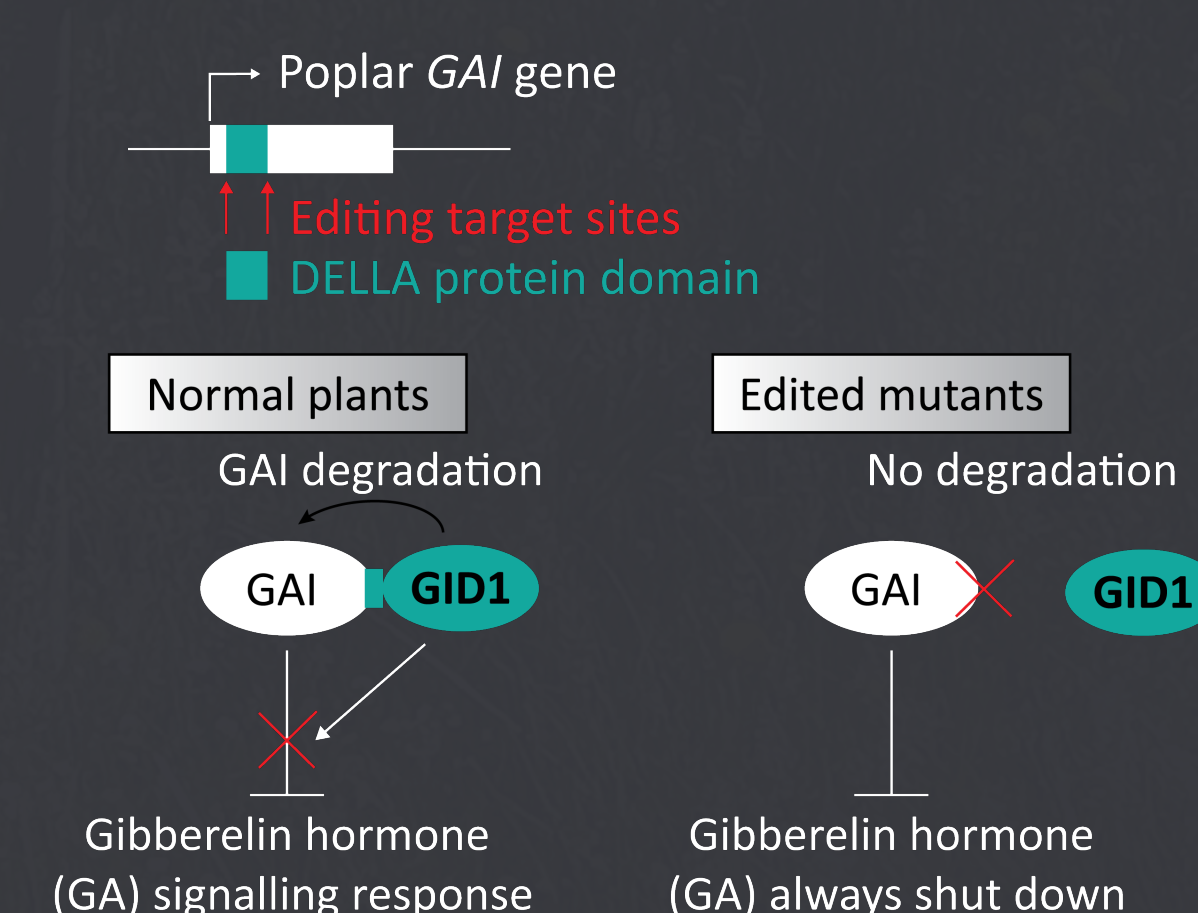 Poplar GAI gene
Editing target sites
DELLA protein domain
Normal plants
GAI degradation
GAI
GID1
Gibberelin hormone
(GA) signalling response
Edited mutants
No degradation
GAI
GID1
Gibberelin hormone
(GA) always shut down